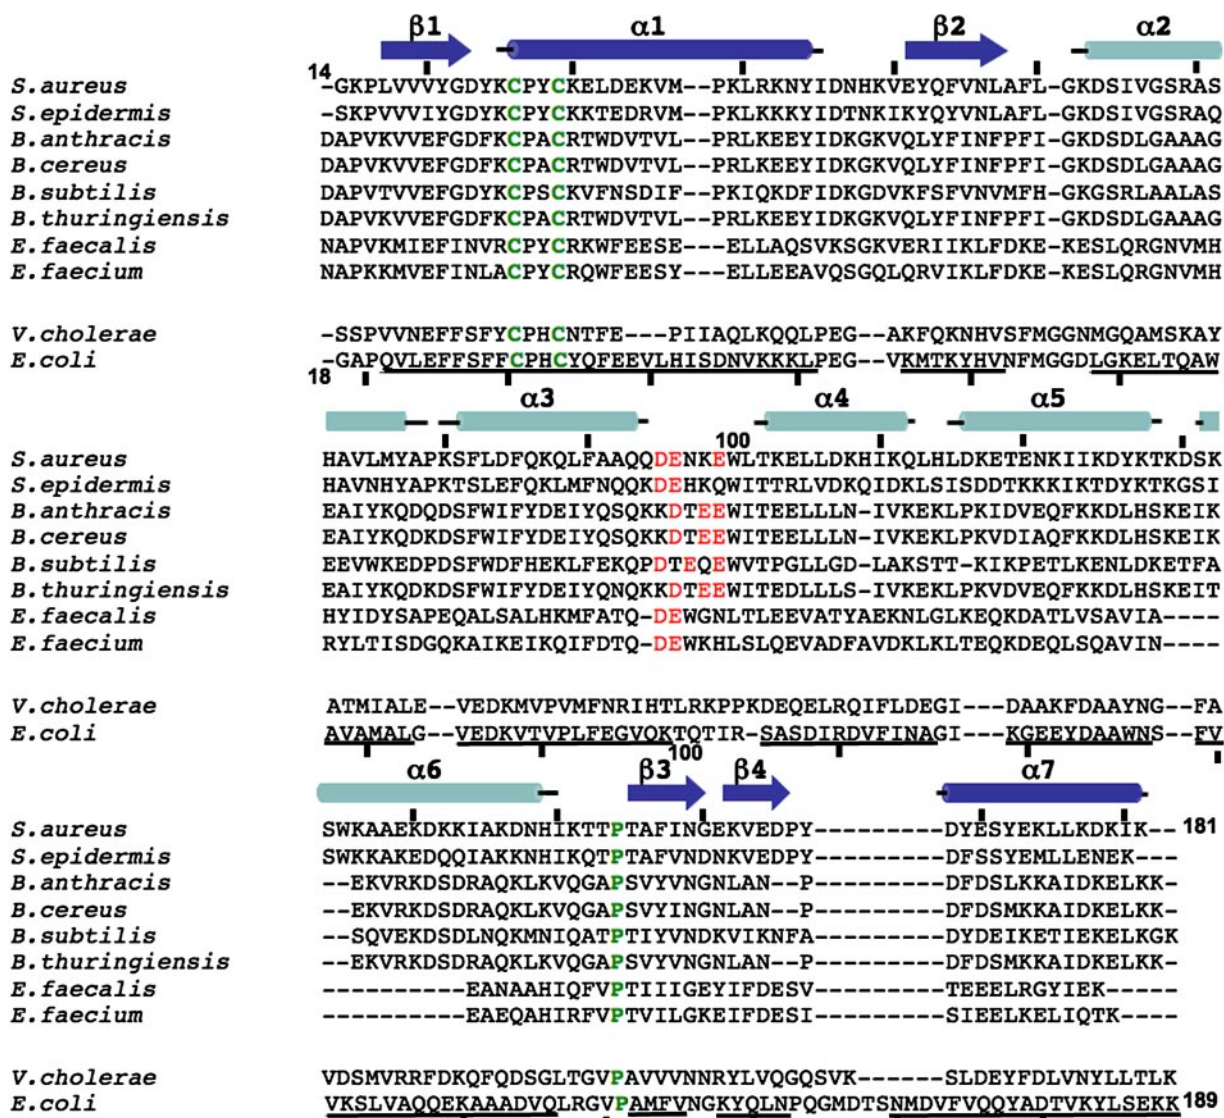 β1 α1 β2 α2
14
S.aureus -GKPLVVVYGDYKCPYCKELDEKVM--PKLRKNYIDNHKVEYQFVNLAFL-GKDSIVGSRAS
S.epidermis -SKPVVVIYGDYKCPYCKKTEDRVM-PKLKKKYIDTNKIKYQYVNLAFL-GKDSIVGSRAQ
B.anthracis DAPVKVVEFGDFKCPACRTWDVTVL--PRLKEEYIDKGKVQLYFINFPFI-GKDSDLGAAAG
B.cereus DAPVKVVEFGDFKCPACRTWDVTVL--PRLKEEYIDKGKVQLYFINFPFI-GKDSDLGAAAG
B.subtilis DAPVTVVEFGDYKCPSCKVFNSDIF--PKIQKDFIDKGDVKFSFVNVMFH-GKGSRLAALAS
B.thuringiensis DAPVKVVEFGDFKCPACRTWDVTVL--PRLKEEYIDKGKVQLYFINFPFI-GKDSDLGAAAG
E.faecalis NAPVKMIEFINVRCPYCRKWFEESE---ELLAQSVKSGKVERIIKLFDKE-KESLQRGNVMH
E.faecium NAPKKMVEFINLACPYCRQWFEESY---ELLEEAVQSGQLQRVIKLFDKE-KESLQRGNVMH
V.cholerae -SSPVVNEFFSFYCPHCNTFE---PIIAQLKQQLPEG--AKFQKNHVSFMGGNMGQAMSKAY
E.coli -GAPQVLEFFSFFCPHCYQFEEVLHISDNVKKKLPEG--VKMTKYHVNFMGGDLGKELTQAW
18
α3 α4 α5
100
S.aureus HAVLMYAPKSFLDFQKQLFAAQQDENKEWLTKELLDKHIKQLHLDKETENKIIKDYKTKDSK
S.epidermis HAVNHYAPKTSLEFQKLMFNQQKDEHKQWITTRLVDKQIDKLSISDDTKKKIKTDYKTKGSI
B.anthracis EAIYKQDQDSFWIFYDEIYQSQKKDTEEWITEELLLN-IVKEKLPKIDVEQFKKDLHSKEIK
B.cereus EAIYKQDKDSFWIFYDEIYQSQKKDTEEWITEELLLN-IVKEKLPKVDIAQFKKDLHSKEIK
B.subtilis EEVWKEDPDSFWDFHEKLFEKQPDTEQEWVTPGLLGD-LAKSTT-KIKPETLKENLDKETFA
B.thuringiensis EAIYKQDKDSFWIFYDEIYQNQKKDTEEWITEDLLLS-IVKEKLPKVDVEQFKKDLHSKEIT
E.faecalis HYIDYSAPEQALSALHKMFATQ-DEWGNLTLEEVATYAEKNLGLKEQKDATLVSAVIA----
E.faecium RYLTISDGQKAIKEIKQIFDTQ-DEWKHLSLQEVADFAVDKLKLTEQKDEQLSQAVIN----
V.cholerae ATMIALE--VEDKMVPVMFNRIHTLRKPPKDEQELRQIFLDEGI---DAAKFDAAYNG--FA
E.coli AVAMALG--VEDKVTVPLFEGVQKTQTIR-SASDIRDVFINAGI---KGEEYDAAWNS--FV
100
α6 β3 β4 α7
S.aureus SWKAAEKDKKIAKDNHIKTTPTAFINGEKVEDPY---------DYESYEKLLKDKIK-- 181
S.epidermis SWKKAKEDQQIAKKNHIKQTPTAFVNDNKVEDPY---------DFSSYEMLLENEK---
B.anthracis --EKVRKDSDRAQKLKVQGAPSVYVNGNLAN--P---------DFDSLKKAIDKELKK-
B.cereus --EKVRKDSDRAQKLKVQGAPSVYINGNLAN--P---------DFDSMKKAIDKELKK-
B.subtilis --SQVEKDSDLNQKMNIQATPTIYVNDKVIKNFA---------DYDEIKETIEKELKGK
B.thuringiensis --EKVRKDSDRAQKLKVQGAPSVYVNGNLAN--P---------DFDSMKKAIDKELKK-
E.faecalis ----------EANAAHIQFVPTIIIGEYIFDESV---------TEEELRGYIEK-----
E.faecium ----------EAEQAHIRFVPTVILGKEIFDESI---------SIEELKELIQTK----
V.cholerae VDSMVRRFDKQFQDSGLTGVPAVVVNNRYLVQGQSVK------SLDEYFDLVNYLLTLK
E.coli VKSLVAQQEKAAADVQLRGVPAMFVNGKYQLNPQGMDTSNMDVFVQQYADTVKYLSEKK 189